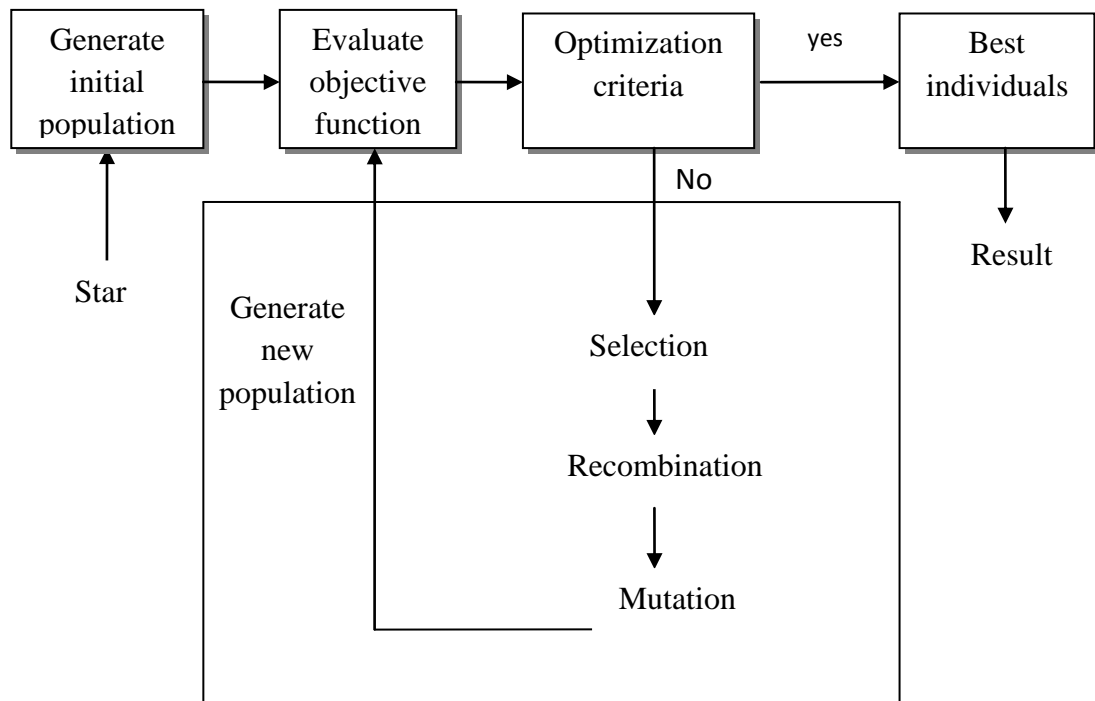 Generate
initial
population
Evaluate
objective
function
Optimization
criteria
yes
Best
individuals
No
Star
Result
Generate
new
population
Selection
Recombination
Mutation